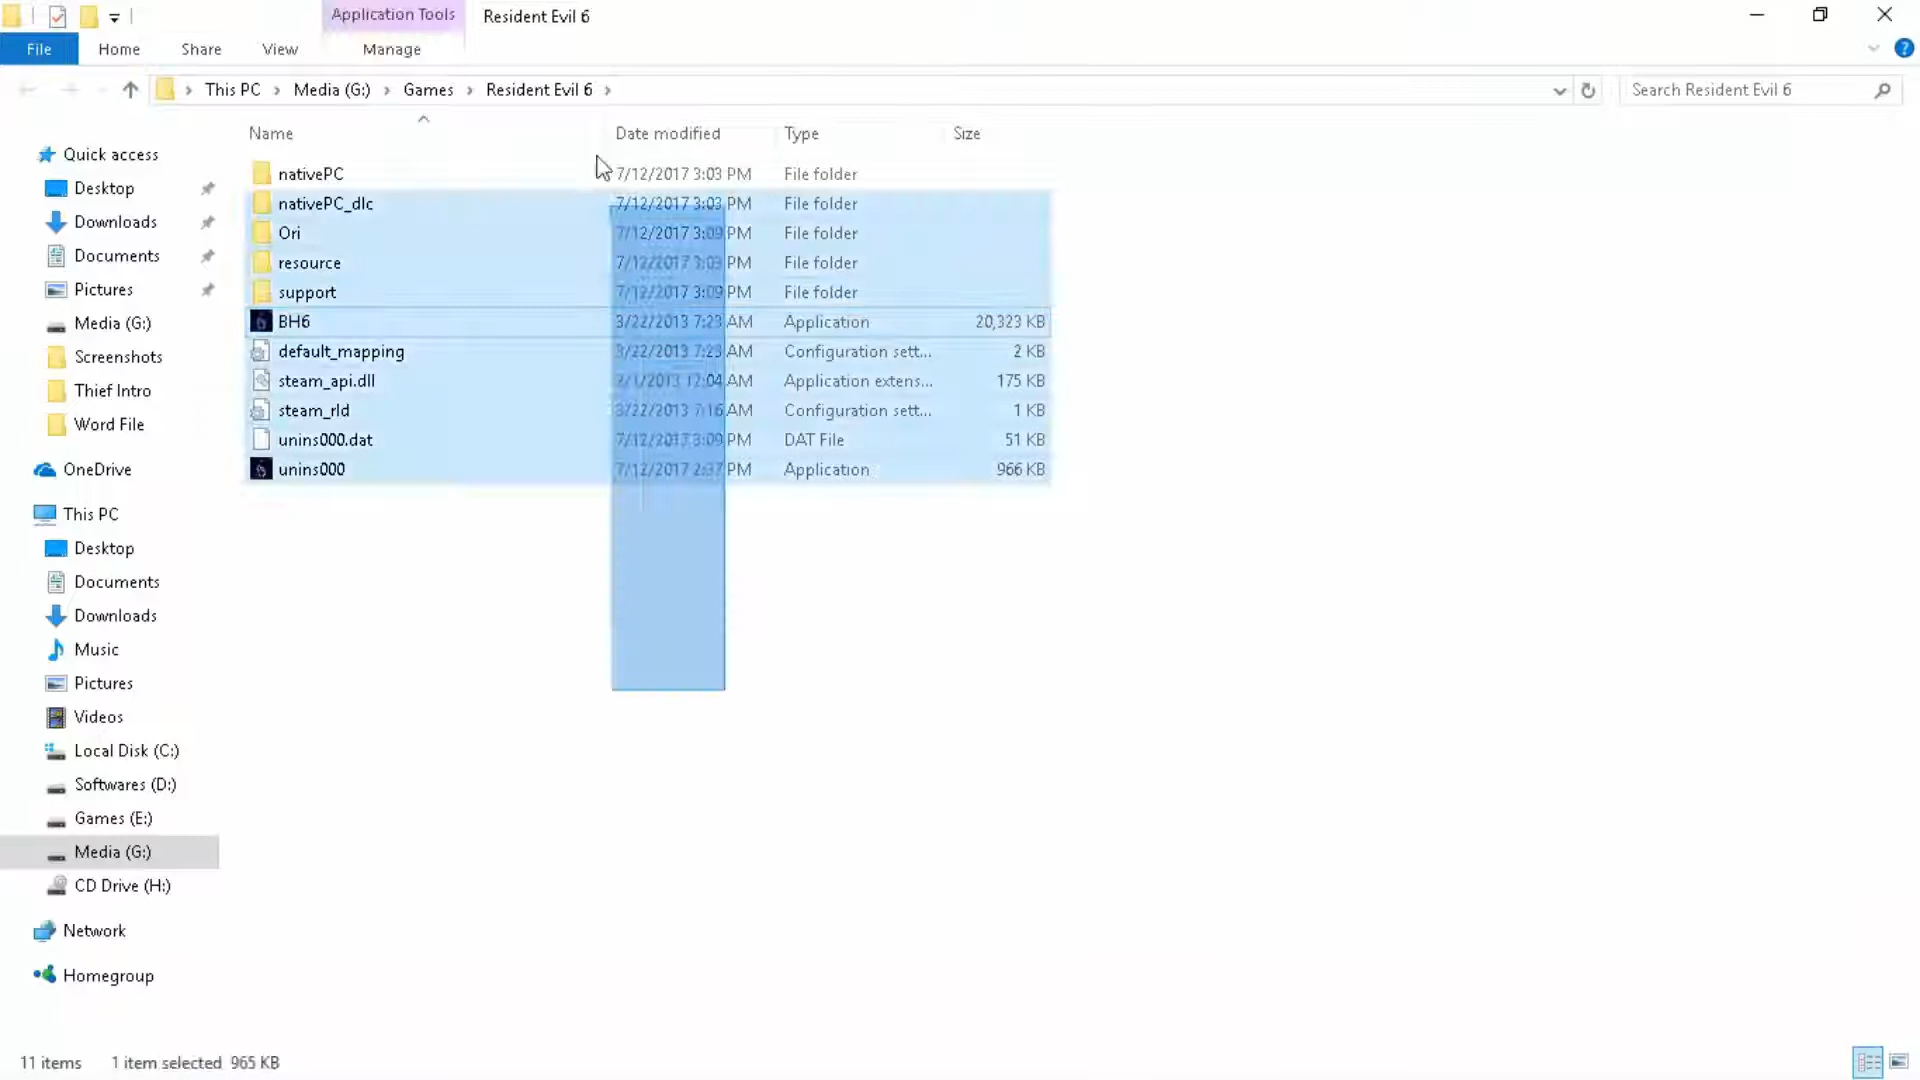 Application Tools Resident Evil 6
File Home Share View Manage
This PC Media (G:) Games Resident Evil 6 Search Resident Evil 6
Name Date modified Type Size
nativePC 7/12/2017 3:03 PM File folder
nativePC_dlc 7/12/2017 3:03 PM File folder
Ori 7/12/2017 3:09 PM File folder
resource 7/12/2017 3:03 PM File folder
support 7/12/2017 3:09 PM File folder
BH6 3/22/2013 7:23 AM Application 20,323 KB
default_mapping 3/22/2013 7:23 AM Configuration sett... 2 KB
steam_api.dll 12:04 AM Application extens... 175 KB
steam_rld 3/22/2013 7:16 AM Configuration sett... 1 KB
unins000.dat 7/12/2017 3:09 PM DAT File 51 KB
unins000 7/12/2017 2:37 PM Application 966 KB
Quick access
Desktop
Downloads
Documents
Pictures
Media (G:)
Screenshots
Thief Intro
Word File
OneDrive
This PC
Desktop
Documents
Downloads
Music
Pictures
Videos
Local Disk (C:)
Softwares (D:)
Games (E:)
Media (G:)
CD Drive (H:)
Network
Homegroup
11 items 1 item selected 965 KB